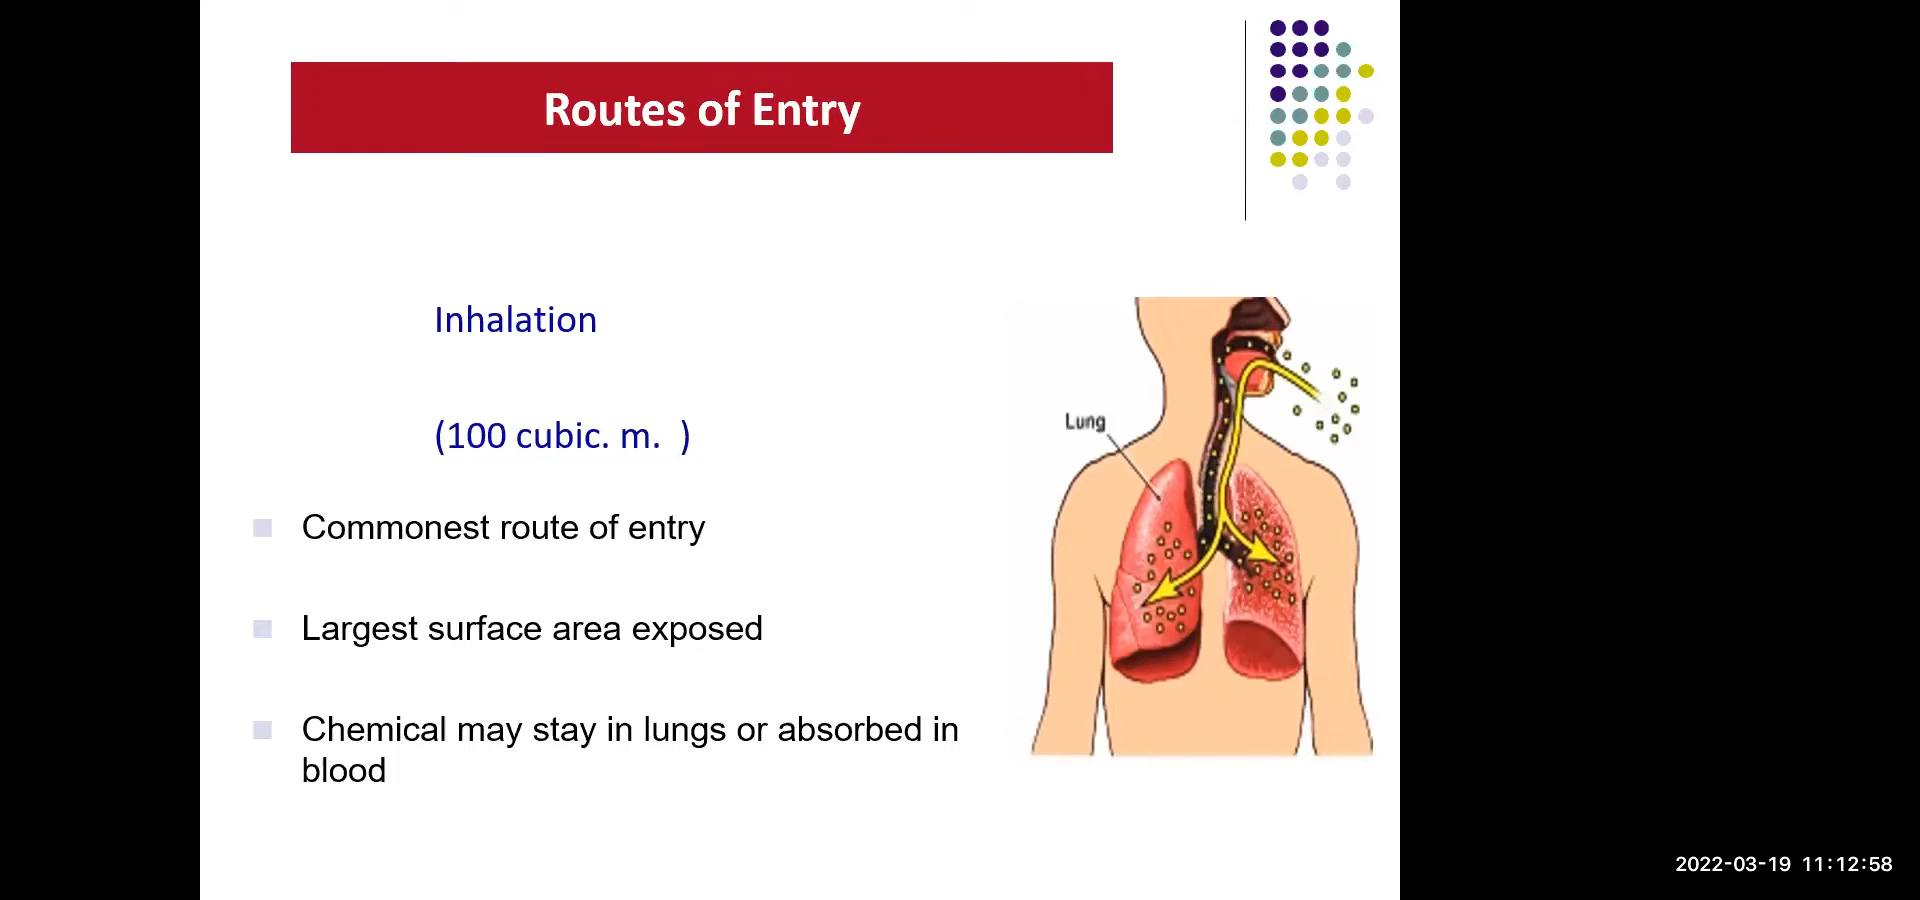 Routes of Entry
Inhalation
(100 cubic. m.  )
Lung
Commonest route of entry
Largest surface area exposed
Chemical may stay in lungs or absorbed in
blood
2022-03-19 11:12:58